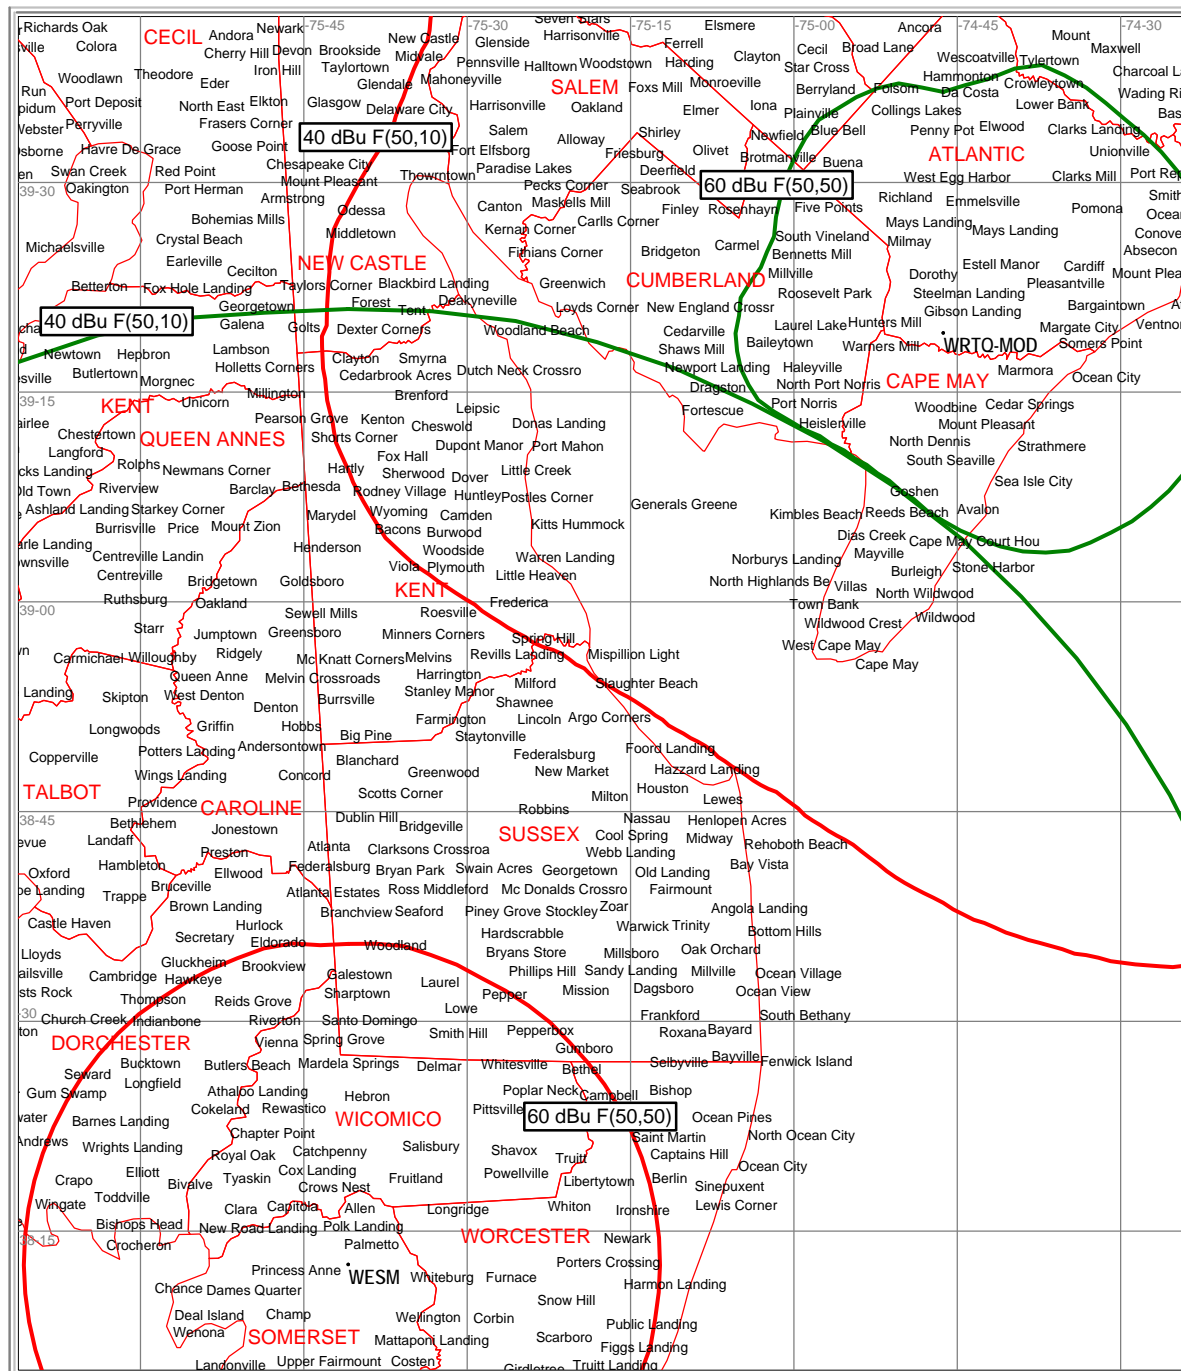 -75-45
-75-30
-75-15
-75-00
-74-45
-74-30
Richards Oak
CECIL
Andora
Newark
New Castle
Glenside
Seven Stars
Harrisonville
Elsmere
Ferrell
Cecil
Broad Lane
Ancora
Mount
Colora
Cherry Hill
Devon
Brookside
Midvale
Clayton
Wescoatville
Tylertown
Maxwell
Iron Hill
Taylortown
Pennsville
Halltown
Woodstown
Harding
Star Cross
Woodlawn
Theodore
Eder
Glendale
Mahoneyville
SALEM
Foxs Mill
Monroeville
Berryland
Folsom
Hammonton
Da Costa
Crowleytown
Run
Port Deposit
North East
Elkton
Glasgow
Delaware City
Harrisonville
Oakland
Elmer
Iona
Plainville
Collings Lakes
Lower Bank
Perryville
Frasers Corner
40 dBu F(50,10)
Salem
Alloway
Shirley
Newfield
Blue Bell
Penny Pot
Elwood
Clarks Landing
Havre De Grace
Goose Point
Fort Elfsborg
Friesburg
Olivet
Brotmanville
Buena
ATLANTIC
Unionville
Swan Creek
Red Point
Chesapeake City
Thorntown
Paradise Lakes
Deerfield
60 dBu F(50,50)
West Egg Harbor
Clarks Mill
39-30
Oakington
Port Herman
Mount Pleasant
Pecks Corner
Seabrook
Armstrong
Maskells Mill
Richland
Emmelsville
Bohemias Mills
Odessa
Canton
Carlls Corner
Finley
Rosenhayn
Five Points
Mays Landing
Mays Landing
Pomona
Michaelsville
Crystal Beach
Middletown
Kernan Corner
Fithians Corner
Bridgeton
Carmel
South Vineland
Bennetts Mill
Milmay
Absecon
Earleville
Cecilton
NEW CASTLE
CUMBERLAND
Millville
Dorothy
Estell Manor
Cardiff
Betterton
Fox Hole Landing
Taylors Corner
Blackbird Landing
Greenwich
Roosevelt Park
Steelman Landing
Pleasantville
Georgetown
Forest
Tent
Deakyneville
Loyds Corner
New England Crossr
Gibson Landing
Bargaintown
40 dBu F(50,10)
Galena
Golts
Dexter Corners
Woodland Beach
Cedarville
Laurel Lake
Hunters Mill
Margate City
Newtown
Hepbron
Lambson
Clayton
Smyrna
Shaws Mill
Baileytown
Warners Mill
WRTQ-MOD
Somers Point
Butlertown
Morgnec
Holletts Corners
Cedarbrook Acres
Dutch Neck Crossro
Newport Landing
Haleyville
Marmora
39-15
Millington
Brenford
Dragston
North Port Norris
CAPE MAY
Ocean City
KENT
Unicorn
Pearson Grove
Kenton
Leipsic
Fortescue
Port Norris
Woodbine
Cedar Springs
Chestertown
QUEEN ANNES
Shorts Corner
Cheswold
Donas Landing
Heislerville
Mount Pleasant
Langford
Fox Hall
Dupont Manor
Port Mahon
North Dennis
Strathmere
Rolphs
Newmans Corner
Hartly
Sherwood
Dover
Little Creek
South Seaville
Riverview
Barclay
Bethesda
Rodney Village
Huntley
Postles Corner
Goshen
Sea Isle City
Ashland Landing
Starkey Corner
Marydel
Wyoming
Camden
Generals Greene
Kimbles Beach
Reeds Beach
Avalon
Burrisville
Price
Mount Zion
Bacons
Burwood
Kitts Hummock
Dias Creek
Cape May Court Hou
Centreville Landin
Henderson
Woodside
Warren Landing
Norburys Landing
Mayville
Centreville
Bridgetown
Goldsboro
Viola
Plymouth
Little Heaven
North Highlands Be
Villas
Burleigh
Stone Harbor
39-00
Ruthsburg
Oakland
Sewell Mills
KENT
Roesville
Frederica
Town Bank
North Wildwood
Starr
Jumptown
Greensboro
Minners Corners
Spring Hill
Wildwood Crest
Wildwood
Carmichael
Willoughby
Ridgely
Mc Knatt Corners
Melvins
Revills Landing
Mispillion Light
West Cape May
Cape May
Queen Anne
Melvin Crossroads
Harrington
Milford
Slaughter Beach
Landing
Skipton
West Denton
Denton
Burrsville
Stanley Manor
Shawnee
Longwoods
Griffin
Hobbs
Big Pine
Farmington
Lincoln
Argo Corners
Copperville
Potters Landing
Andersontown
Staytonville
Foord Landing
Wings Landing
Concord
Blanchard
Greenwood
Federalsburg
New Market
Hazzard Landing
TALBOT
Providence
CAROLINE
Scotts Corner
Milton
Houston
Lewes
38-45
Bethlehem
Jonestown
Dublin Hill
Bridgeville
Robbins
SUSSEX
Nassau
Henlopen Acres
Landaff
Preston
Atlanta
Clarksons Crossroa
Cool Spring
Midway
Rehoboth Beach
Oxford
Hambleton
Ellwood
Federalsburg
Bryan Park
Swain Acres
Georgetown
Webb Landing
Old Landing
Bay Vista
Trappe
Bruceville
Atlanta Estates
Ross
Middleford
Mc Donalds Crossro
Fairmount
Castle Haven
Brown Landing
Branchview
Seaford
Piney Grove
Stockley
Zoar
Angola Landing
Secretary
Hurlock
Hardscrabble
Warwick
Trinity
Bottom Hills
Lloyds
Eldorado
Woodland
Bryans Store
Millsboro
Oak Orchard
Cambridge
Gluckheim
Hawkeye
Brookview
Galestown
Laurel
Phillips Hill
Sandy Landing
Millville
Ocean Village
Thompson
Reids Grove
Sharptown
Pepper
Mission
Dagsboro
Ocean View
Church Creek
Indianbone
Riverton
Santo Domingo
Lowe
Frankford
South Bethany
DORCHESTER
Vienna
Spring Grove
Smith Hill
Pepperbox
Gumboro
Roxana
Bayard
Bucktown
Butlers Beach
Mardela Springs
Delmar
Whitesville
Bethel
Selbyville
Bayville
Fenwick Island
Seward
Longfield
Gum Swamp
Athaloo Landing
Hebron
Poplar Neck
Campbell
Bishop
Barnes Landing
Cokeland
Rewastico
WICOMICO
Pittsville
60 dBu F(50,50)
Ocean Pines
Andrews
Wrights Landing
Chapter Point
Catchpenny
Salisbury
Shavox
Saint Martin
North Ocean City
Royal Oak
Truitt
Captains Hill
Crapo
Elliott
Bivalve
Tyaskin
Cox Landing
Crows Nest
Fruitland
Powellville
Libertytown
Berlin
Ocean City
Sinepuxent
Wingate
Toddville
Clara
Capitola
Allen
Longridge
Whiton
Ironshire
Lewis Corner
38-15
Bishops Head
New Road Landing
Polk Landing
WORCESTER
Newark
Crocheron
Palmetto
Porters Crossing
Princess Anne
WESM
Whiteburg
Furnace
Harmon Landing
Chance
Dames Quarter
Snow Hill
Deal Island
Champ
Wellington
Corbin
Public Landing
Wenona
SOMERSET
Mattaponi Landing
Scarboro
Figgs Landing
Landonville
Upper Fairmount
Costen
Girdletree
Truitt Landing